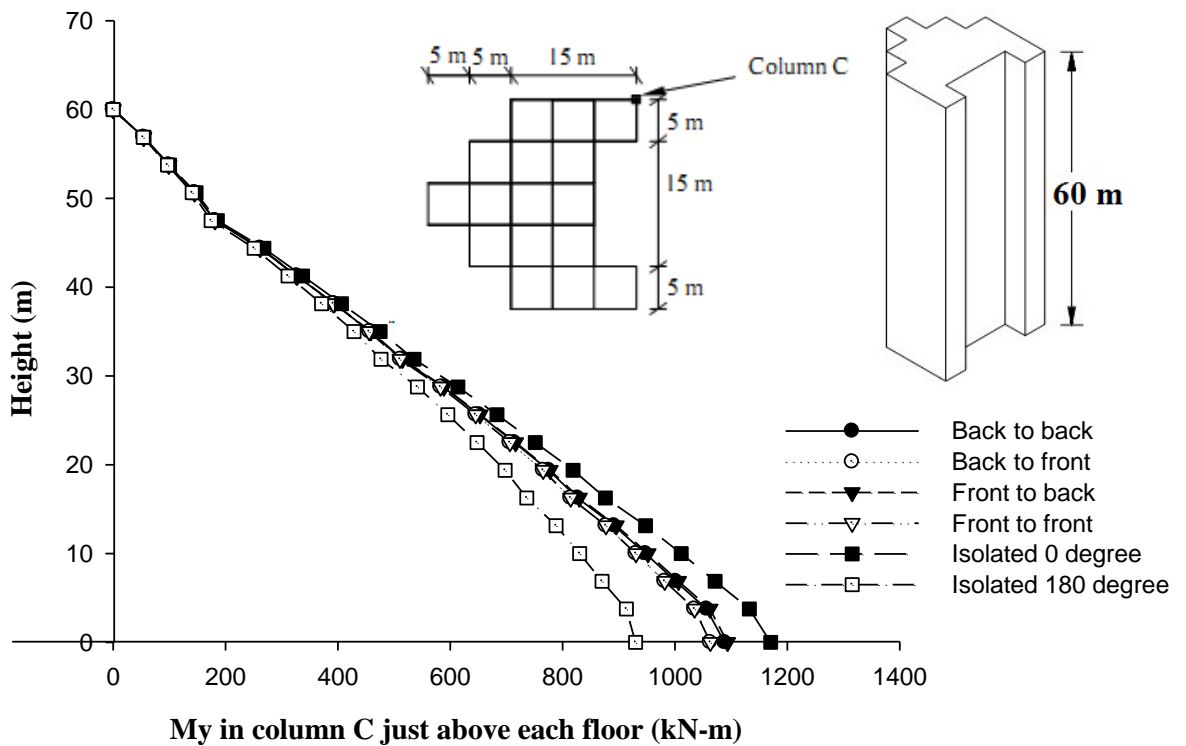 70
60
50
40
30
20
10
0
Height (m)
0
200
400
600
800
1000
1200
1400
My in column C just above each floor (kN-m)
5 m
5 m
15 m
Column C
5 m
15 m
5 m
60 m
Back to back
Back to front
Front to back
Front to front
Isolated 0 degree
Isolated 180 degree